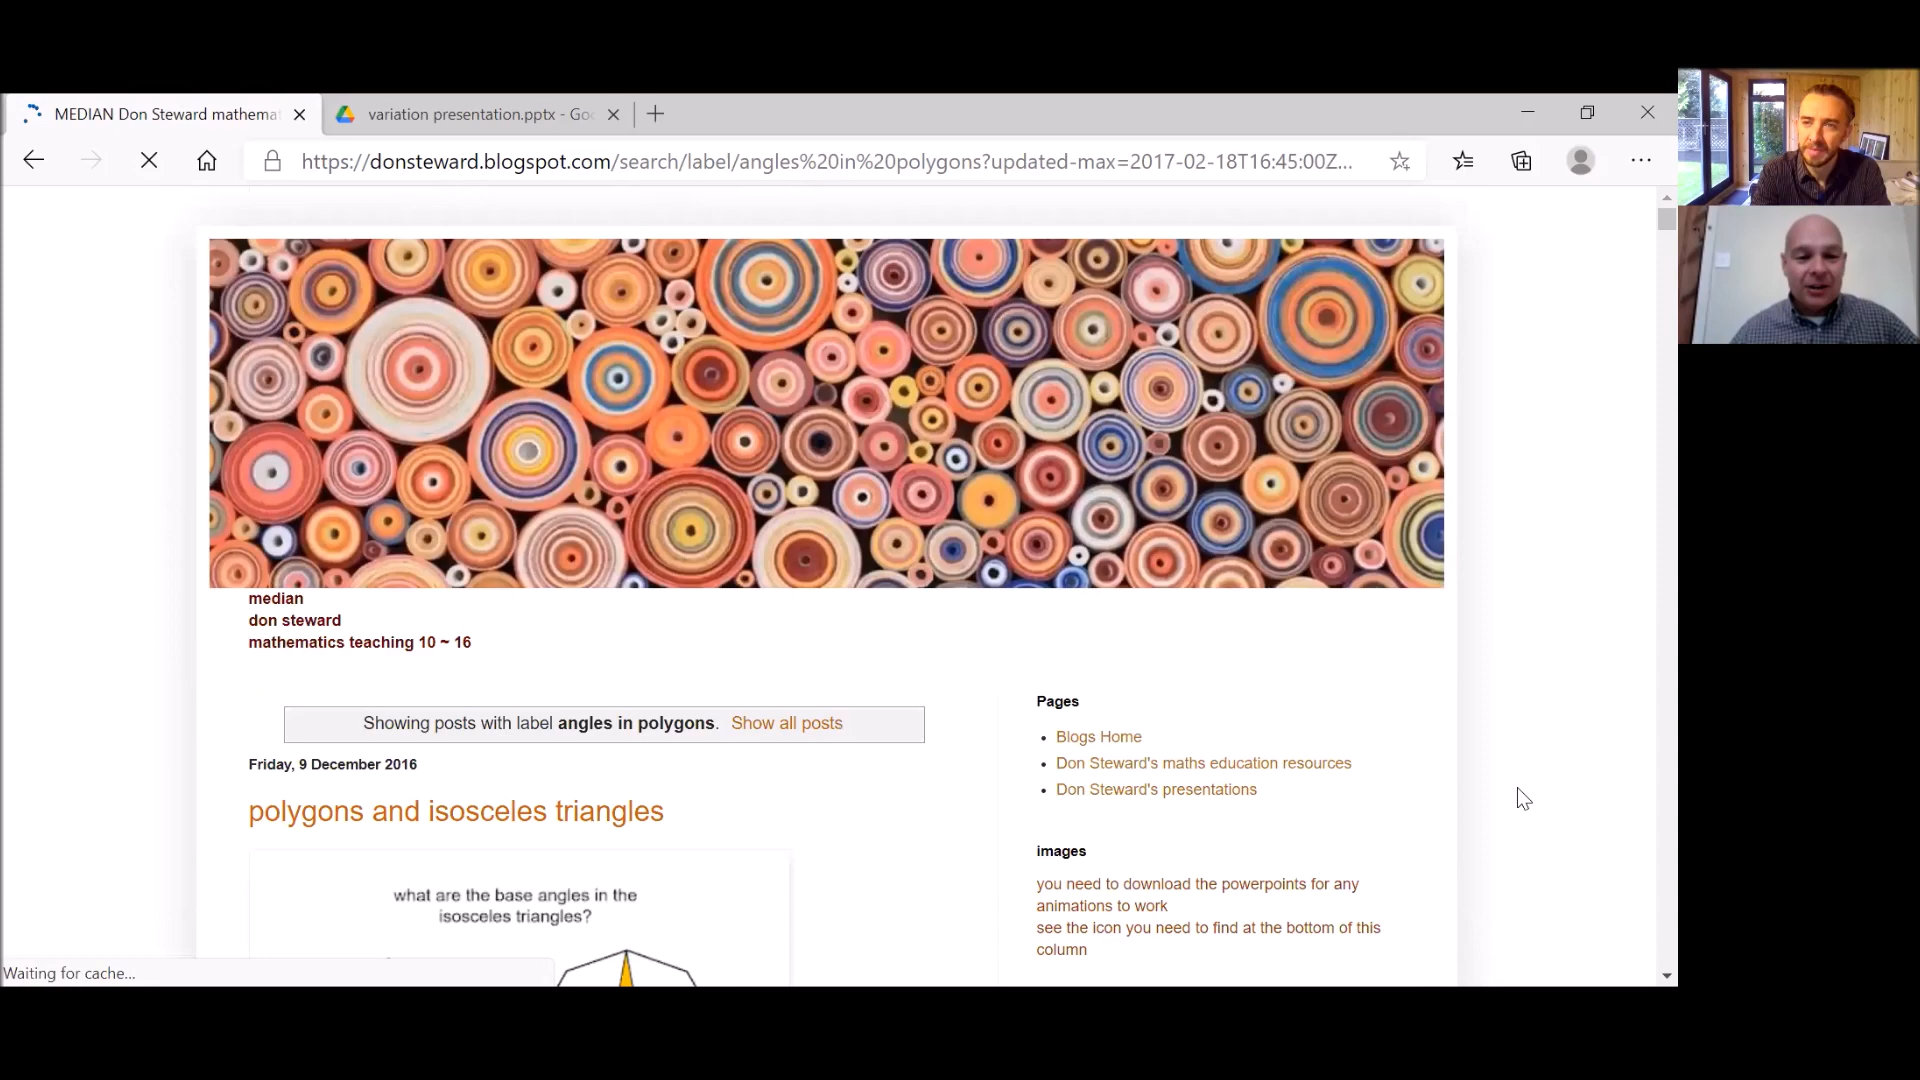 MEDIAN Don Steward mathema
variation presentation.pptx - Go
https://donsteward.blogspot.com/search/label/angles%20in%20polygons?updated-max=2017-02-18T16:45:00Z...
median
don steward
mathematics teaching 10 ~ 16
Showing posts with label angles in polygons. Show all posts
Friday, 9 December 2016
polygons and isosceles triangles
what are the base angles in the
isosceles triangles?
Pages
Blogs Home
Don Steward's maths education resources
Don Steward's presentations
images
you need to download the powerpoints for any
animations to work
see the icon you need to find at the bottom of this
column
Waiting for cache...